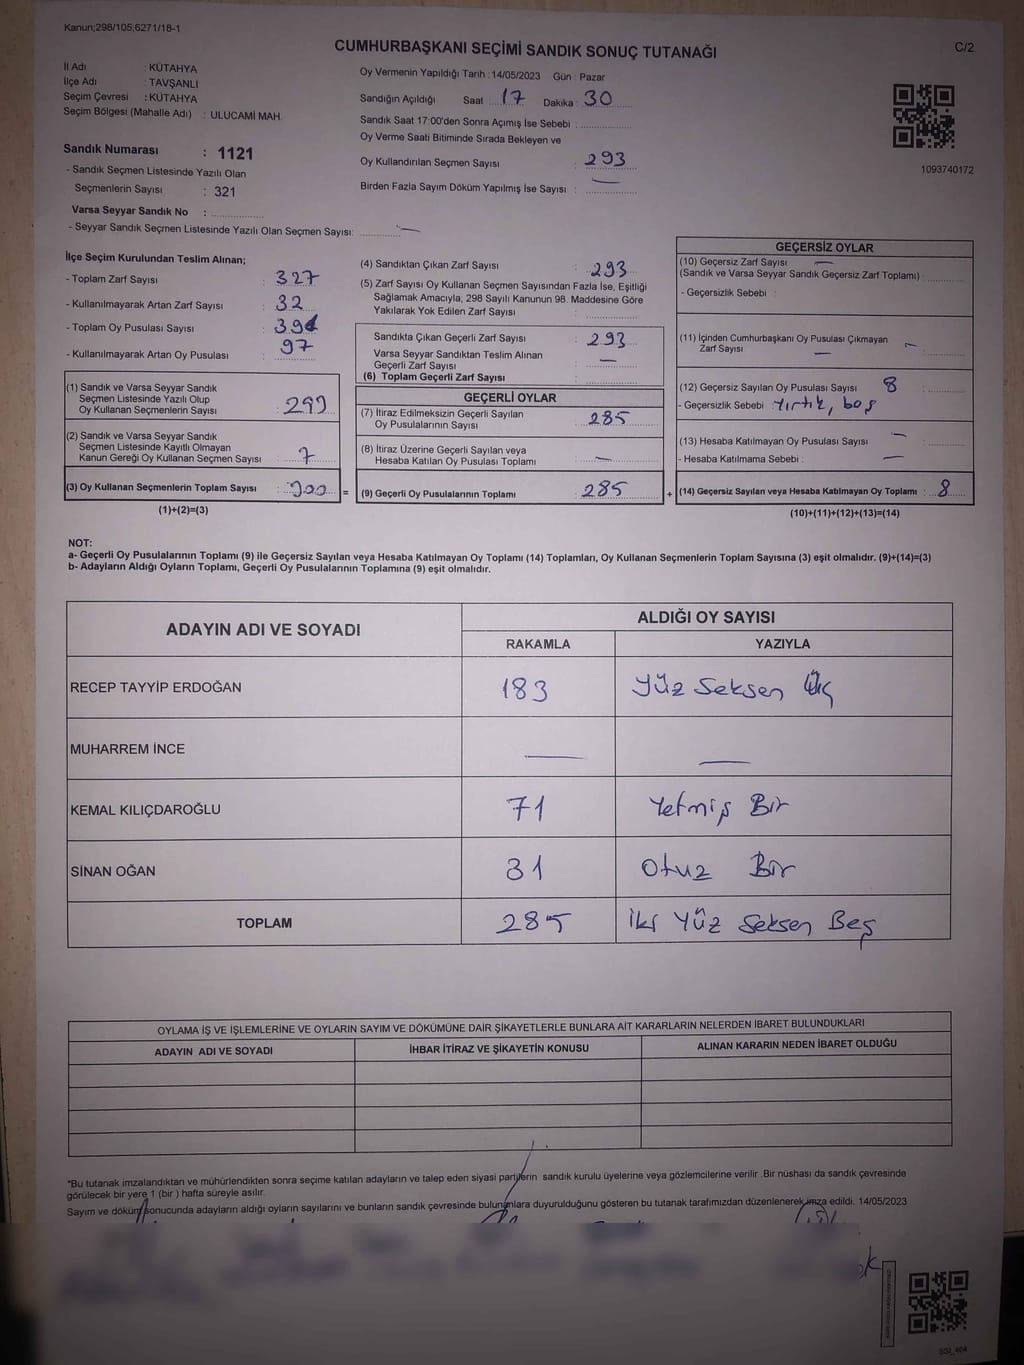 Kanun;298/105,6271/18-1
C/2
CUMHURBAŞKANI SEÇİMİ SANDIK SONUÇ TUTANAĞI
İl Adı : KÜTAHYA
İlçe Adı : TAVŞANLI
Seçim Çevresi : KÜTAHYA
Seçim Bölgesi (Mahalle Adı) : ULUCAMİ MAH.
Sandık Numarası : 1121
- Sandık Seçmen Listesinde Yazılı Olan
Seçmenlerin Sayısı : 321
Varsa Seyyar Sandık No :
- Seyyar Sandık Seçmen Listesinde Yazılı Olan Seçmen Sayısı: —
Oy Vermenin Yapıldığı Tarih :14/05/2023 Gün : Pazar
Sandığın Açıldığı Saat 17 Dakika 30
Sandık Saat 17:00'den Sonra Açımış İse Sebebi :
Oy Verme Saati Bitiminde Sırada Bekleyen ve
Oy Kullandırılan Seçmen Sayısı : 293
Birden Fazla Sayım Döküm Yapılmış İse Sayısı : —
1093740172
İlçe Seçim Kurulundan Teslim Alınan;
- Toplam Zarf Sayısı : 327
- Kullanılmayarak Artan Zarf Sayısı : 32
- Toplam Oy Pusulası Sayısı :
- Kullanılmayarak Artan Oy Pusulası : 97
(1) Sandık ve Varsa Seyyar Sandık
Seçmen Listesinde Yazılı Olup
Oy Kullanan Seçmenlerin Sayısı :
(2) Sandık ve Varsa Seyyar Sandık
Seçmen Listesinde Kayıtlı Olmayan
Kanun Gereği Oy Kullanan Seçmen Sayısı : 7
(3) Oy Kullanan Seçmenlerin Toplam Sayısı : =
(1)+(2)=(3)
(4) Sandıktan Çıkan Zarf Sayısı : 293
(5) Zarf Sayısı Oy Kullanan Seçmen Sayısından Fazla İse, Eşitliği
Sağlamak Amacıyla, 298 Sayılı Kanunun 98. Maddesine Göre
Yakılarak Yok Edilen Zarf Sayısı :
Sandıkta Çıkan Geçerli Zarf Sayısı : 293
Varsa Seyyar Sandıktan Teslim Alınan
Geçerli Zarf Sayısı : —
(6) Toplam Geçerli Zarf Sayısı :
GEÇERLİ OYLAR
(7) İtiraz Edilmeksizin Geçerli Sayılan
Oy Pusulalarının Sayısı : 285
(8) İtiraz Üzerine Geçerli Sayılan veya
Hesaba Katılan Oy Pusulası Toplamı : —
(9) Geçerli Oy Pusulalarının Toplamı : 285 +
GEÇERSİZ OYLAR
(10) Geçersiz Zarf Sayısı —
(Sandık ve Varsa Seyyar Sandık Geçersiz Zarf Toplamı) :
- Geçersizlik Sebebi :
(11) İçinden Cumhurbaşkanı Oy Pusulası Çıkmayan
Zarf Sayısı — : —
(12) Geçersiz Sayılan Oy Pusulası Sayısı 8 :
- Geçersizlik Sebebi : Yırtık, boş
(13) Hesaba Katılmayan Oy Pusulası Sayısı — :
- Hesaba Katılmama Sebebi : —
(14) Geçersiz Sayılan veya Hesaba Katılmayan Oy Toplamı : 8
(10)+(11)+(12)+(13)=(14)
NOT:
a- Geçerli Oy Pusulalarının Toplamı (9) ile Geçersiz Sayılan veya Hesaba Katılmayan Oy Toplamı (14) Toplamları, Oy Kullanan Seçmenlerin Toplam Sayısına (3) eşit olmalıdır. (9)+(14)=(3)
b- Adayların Aldığı Oyların Toplamı, Geçerli Oy Pusulalarının Toplamına (9) eşit olmalıdır.
ADAYIN ADI VE SOYADI
ALDIĞI OY SAYISI
RAKAMLA YAZIYLA
RECEP TAYYİP ERDOĞAN 183 Yüz Seksen Üç
MUHARREM İNCE — —
KEMAL KILIÇDAROĞLU 71 Yetmiş Bir
SİNAN OĞAN 31 Otuz Bir
TOPLAM 285 İki Yüz Seksen Beş
OYLAMA İŞ VE İŞLEMLERİNE VE OYLARIN SAYIM VE DÖKÜMÜNE DAİR ŞİKAYETLERLE BUNLARA AİT KARARLARIN NELERDEN İBARET BULUNDUKLARI
ADAYIN ADI VE SOYADI İHBAR İTİRAZ VE ŞİKAYETİN KONUSU ALINAN KARARIN NEDEN İBARET OLDUĞU
*Bu tutanak imzalandıktan ve mühürlendikten sonra seçime katılan adayların ve talep eden siyasi partilerin sandık kurulu üyelerine veya gözlemcilerine verilir .Bir nüshası da sandık çevresinde
görülecek bir yere 1 (bir ) hafta süreyle asılır.
Sayım ve döküm sonucunda adayların aldığı oyların sayılarını ve bunların sandık çevresinde bulunanlara duyurulduğunu gösteren bu tutanak tarafımızdan düzenlenerek imza edildi. 14/05/2023